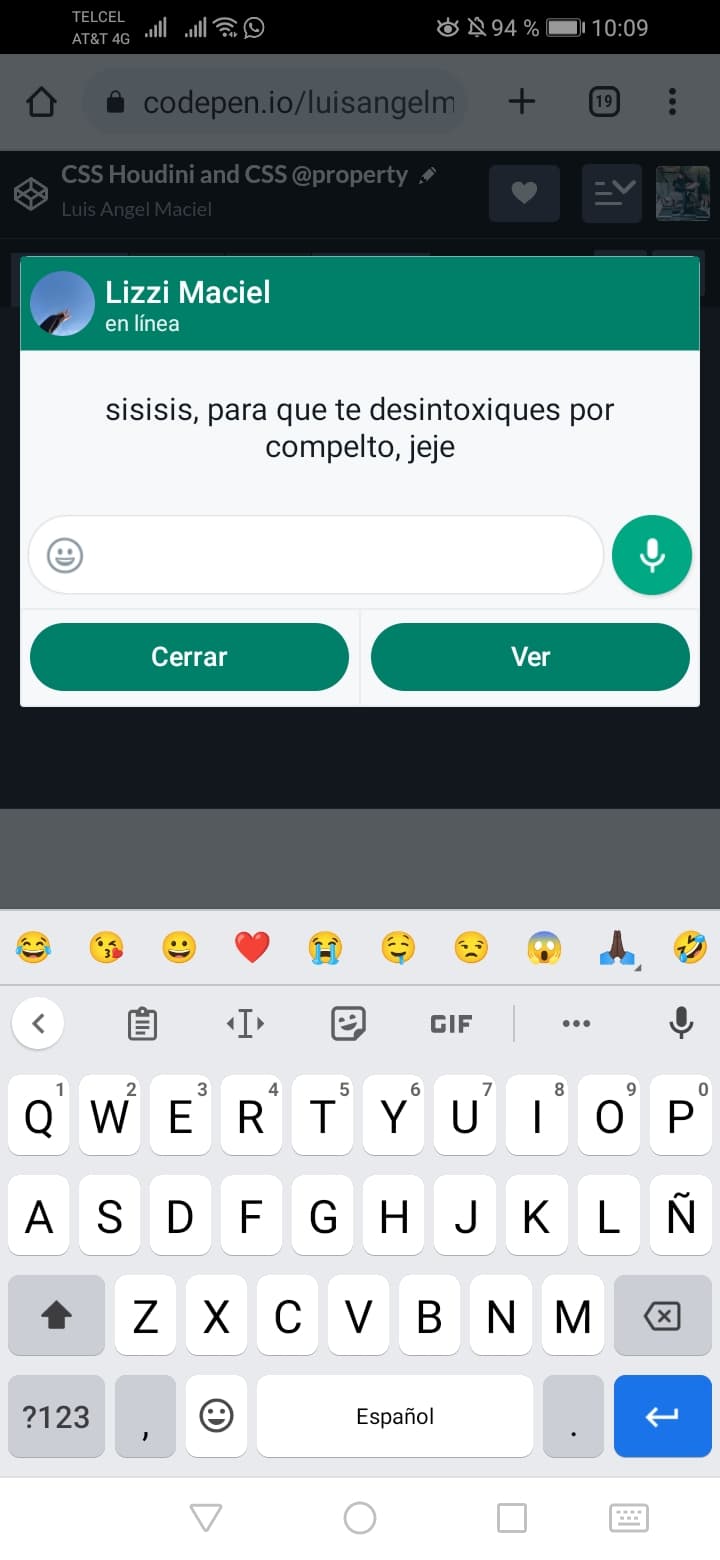 TELCEL
AT&T 4G
94 % 10:09
codepen.io/luisangelm
19
CSS Houdini and CSS @property
Luis Angel Maciel
Lizzi Maciel
en línea
sisisis, para que te desintoxiques por
compelto, jeje
Cerrar Ver
GIF
Q1 W2 E3 R4 T5 Y6 U7 I8 O9 P0
A S D F G H J K L Ñ
Z X C V B N M
?123 , Español .